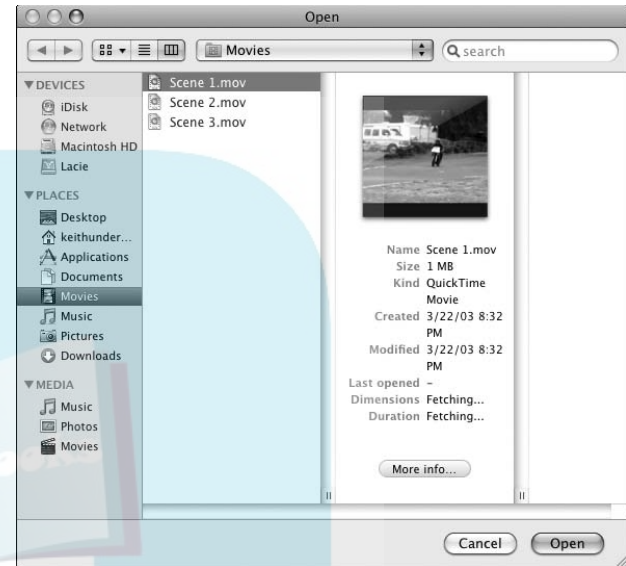 Open
Movies
search
DEVICES
iDisk
Network
Macintosh HD
Lacie
PLACES
Desktop
keithunder...
Applications
Documents
Movies
Music
Pictures
Downloads
MEDIA
Music
Photos
Movies
Scene 1.mov
Scene 2.mov
Scene 3.mov
Name Scene 1.mov
Size 1 MB
Kind QuickTime
Movie
Created 3/22/03 8:32
PM
Modified 3/22/03 8:32
PM
Last opened –
Dimensions Fetching...
Duration Fetching...
More info...
Cancel
Open